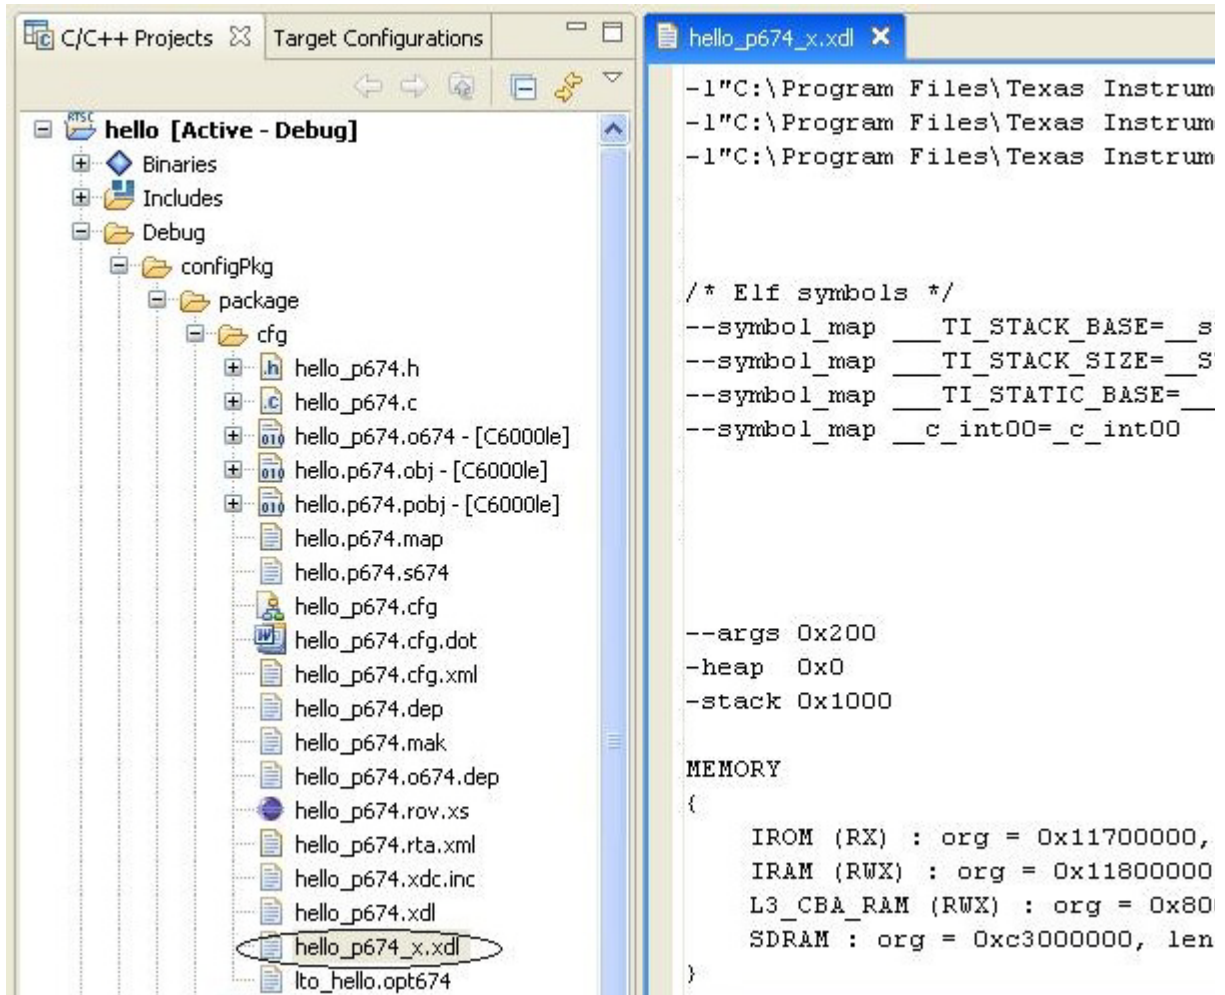 C/C++ Projects
Target Configurations
RTSC
hello [Active - Debug]
Binaries
Includes
Debug
configPkg
package
cfg
.h hello_p674.h
.c hello_p674.c
010 hello_p674.o674 - [C6000le]
010 hello.p674.obj - [C6000le]
010 hello.p674.pobj - [C6000le]
hello.p674.map
hello.p674.s674
hello_p674.cfg
W hello_p674.cfg.dot
hello_p674.cfg.xml
hello_p674.dep
hello_p674.mak
hello_p674.o674.dep
hello_p674.rov.xs
hello_p674.rta.xml
hello_p674.xdc.inc
hello_p674.xdl
hello_p674_x.xdl
lto_hello.opt674
hello_p674_x.xdl
-l"C:\Program Files\Texas Instrum
-l"C:\Program Files\Texas Instrum
-l"C:\Program Files\Texas Instrum
/* Elf symbols */
--symbol_map ___TI_STACK_BASE=__s
--symbol_map ___TI_STACK_SIZE=__S
--symbol_map ___TI_STATIC_BASE=__
--symbol_map __c_int00=_c_int00
--args 0x200
-heap 0x0
-stack 0x1000
MEMORY
{
IROM (RX) : org = 0x11700000,
IRAM (RWX) : org = 0x11800000
L3_CBA_RAM (RWX) : org = 0x800
SDRAM : org = 0xc3000000, len
}